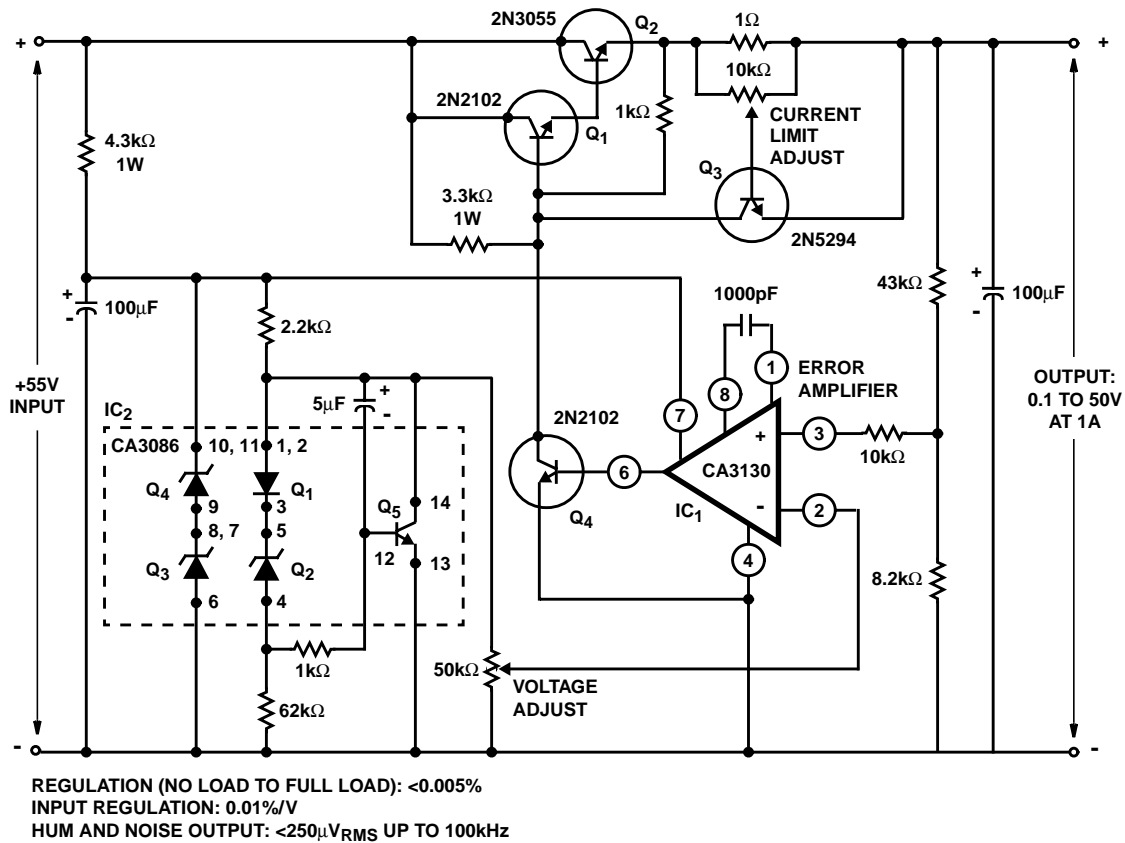 2N3055
Q2
1Ω
+
+
10kΩ
2N2102
Q1
1kΩ
CURRENT
LIMIT
ADJUST
4.3kΩ
1W
Q3
3.3kΩ
1W
2N5294
1000pF
+
-
100µF
2.2kΩ
43kΩ
+
-
100µF
+55V
INPUT
5µF
+
-
1
ERROR
AMPLIFIER
8
OUTPUT:
0.1 TO 50V
AT 1A
IC2
CA3086
10, 11
1, 2
2N2102
7
+
3
10kΩ
Q4
Q1
9
3
14
6
CA3130
8, 7
5
Q5
12
Q4
IC1
-
2
Q3
Q2
13
4
6
4
8.2kΩ
1kΩ
50kΩ
VOLTAGE
ADJUST
62kΩ
-
-
REGULATION (NO LOAD TO FULL LOAD): <0.005%
INPUT REGULATION: 0.01%/V
HUM AND NOISE OUTPUT: <250µVRMS UP TO 100kHz